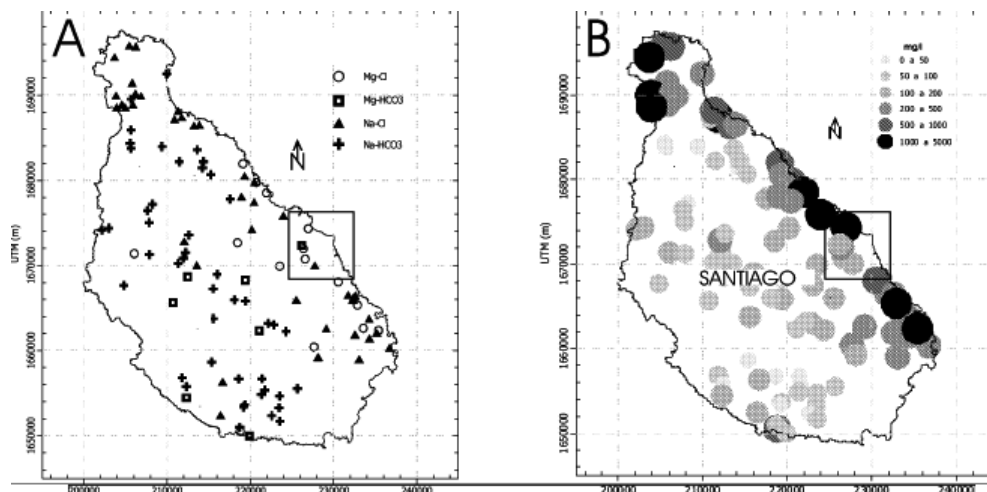 A
Mg-Cl
Mg-HCO3
Na-Cl
Na-HCO3
N
UTM (m)
1690000
1680000
1670000
1660000
1650000
200000
210000
220000
230000
240000
B
mg/l
0 a 50
50 a 100
100 a 200
200 a 500
500 a 1000
1000 a 5000
N
SANTIAGO
UTM (m)
1690000
1680000
1670000
1660000
1650000
200000
210000
220000
230000
240000